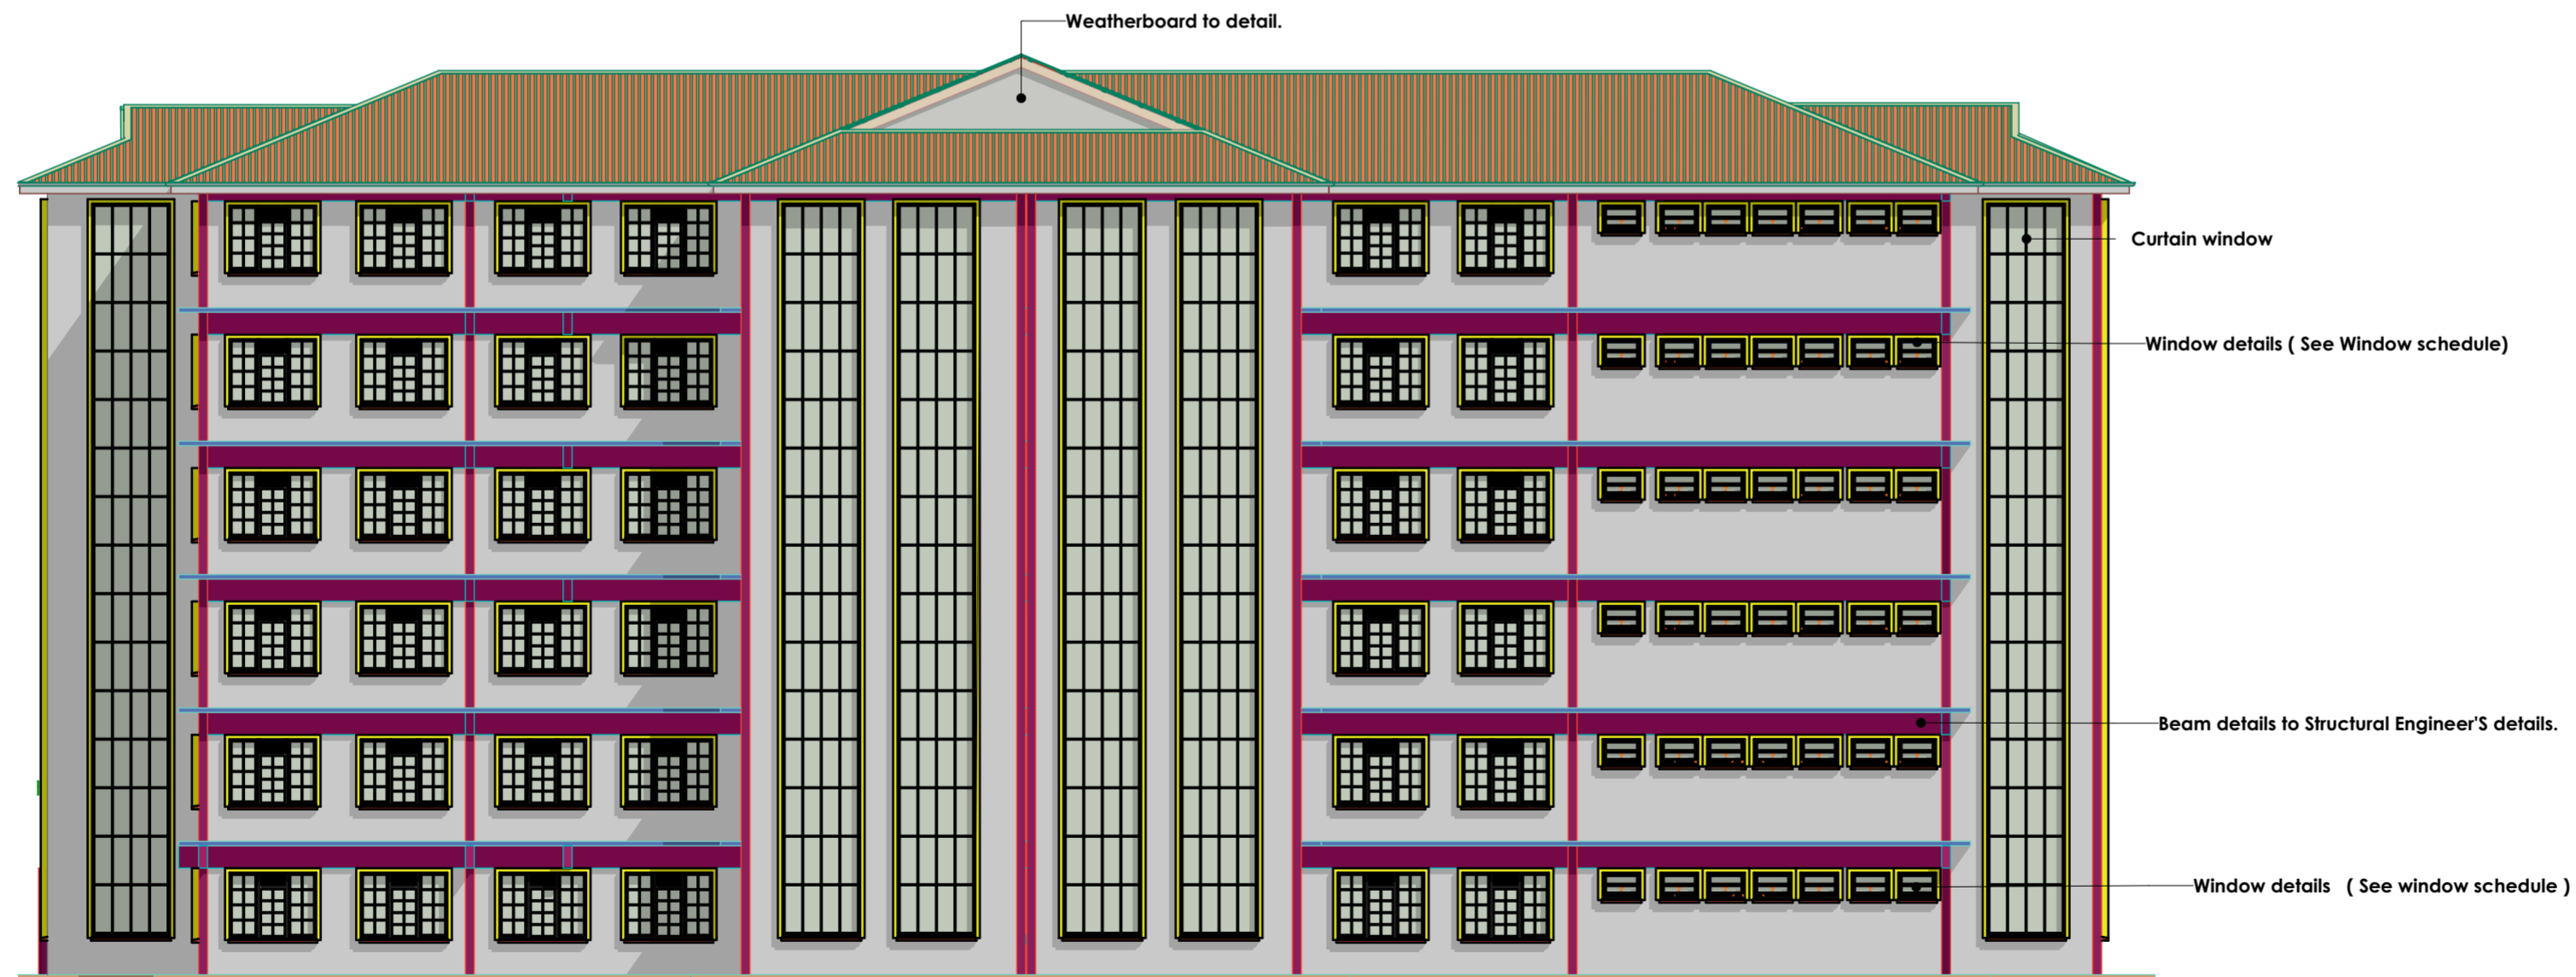 Weatherboard to detail.
Curtain window
Window details ( See Window schedule)
Beam details to Structural Engineer'S details.
Window details ( See window schedule )